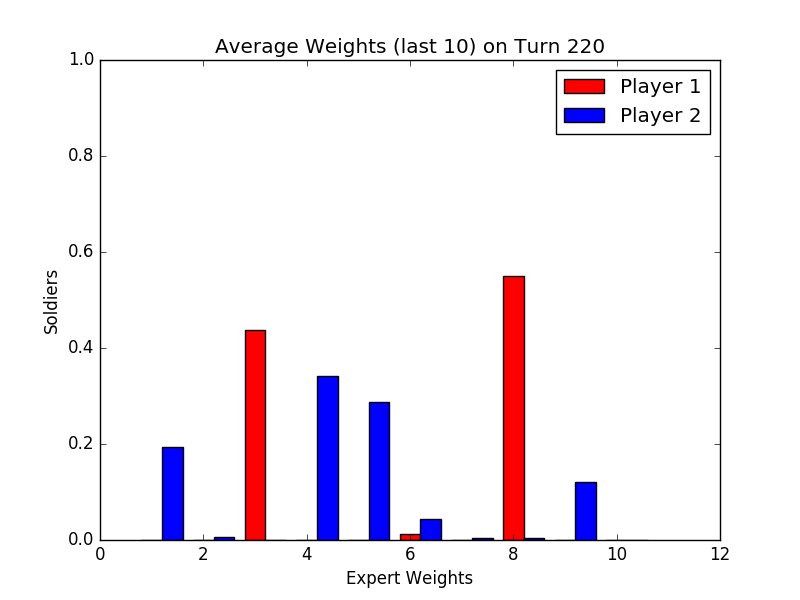 Average Weights (last 10) on Turn 220
1.0
0.8
0.6
0.4
0.2
0.0
Soldiers
Player 1
Player 2
0 2 4 6 8 10 12
Expert Weights